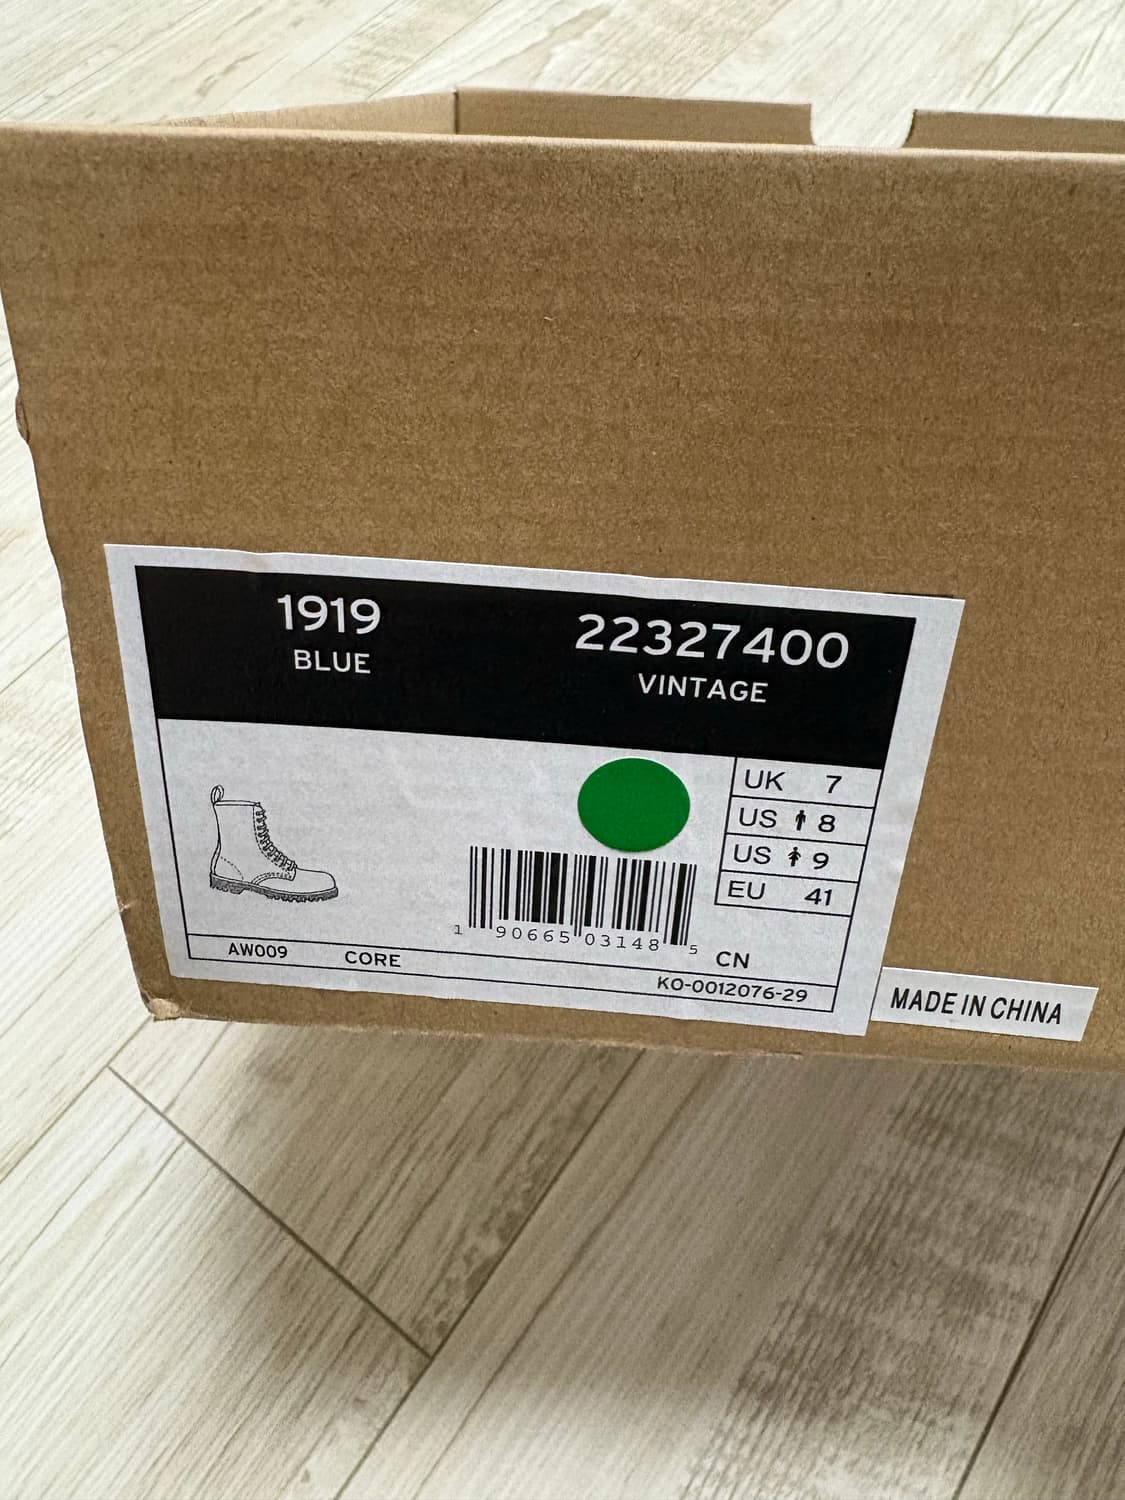 1919
BLUE
22327400
VINTAGE
UK 7
US 8
US 9
EU 41
1 90665 03148 5
CN
AW009 CORE
KO-0012076-29
MADE IN CHINA